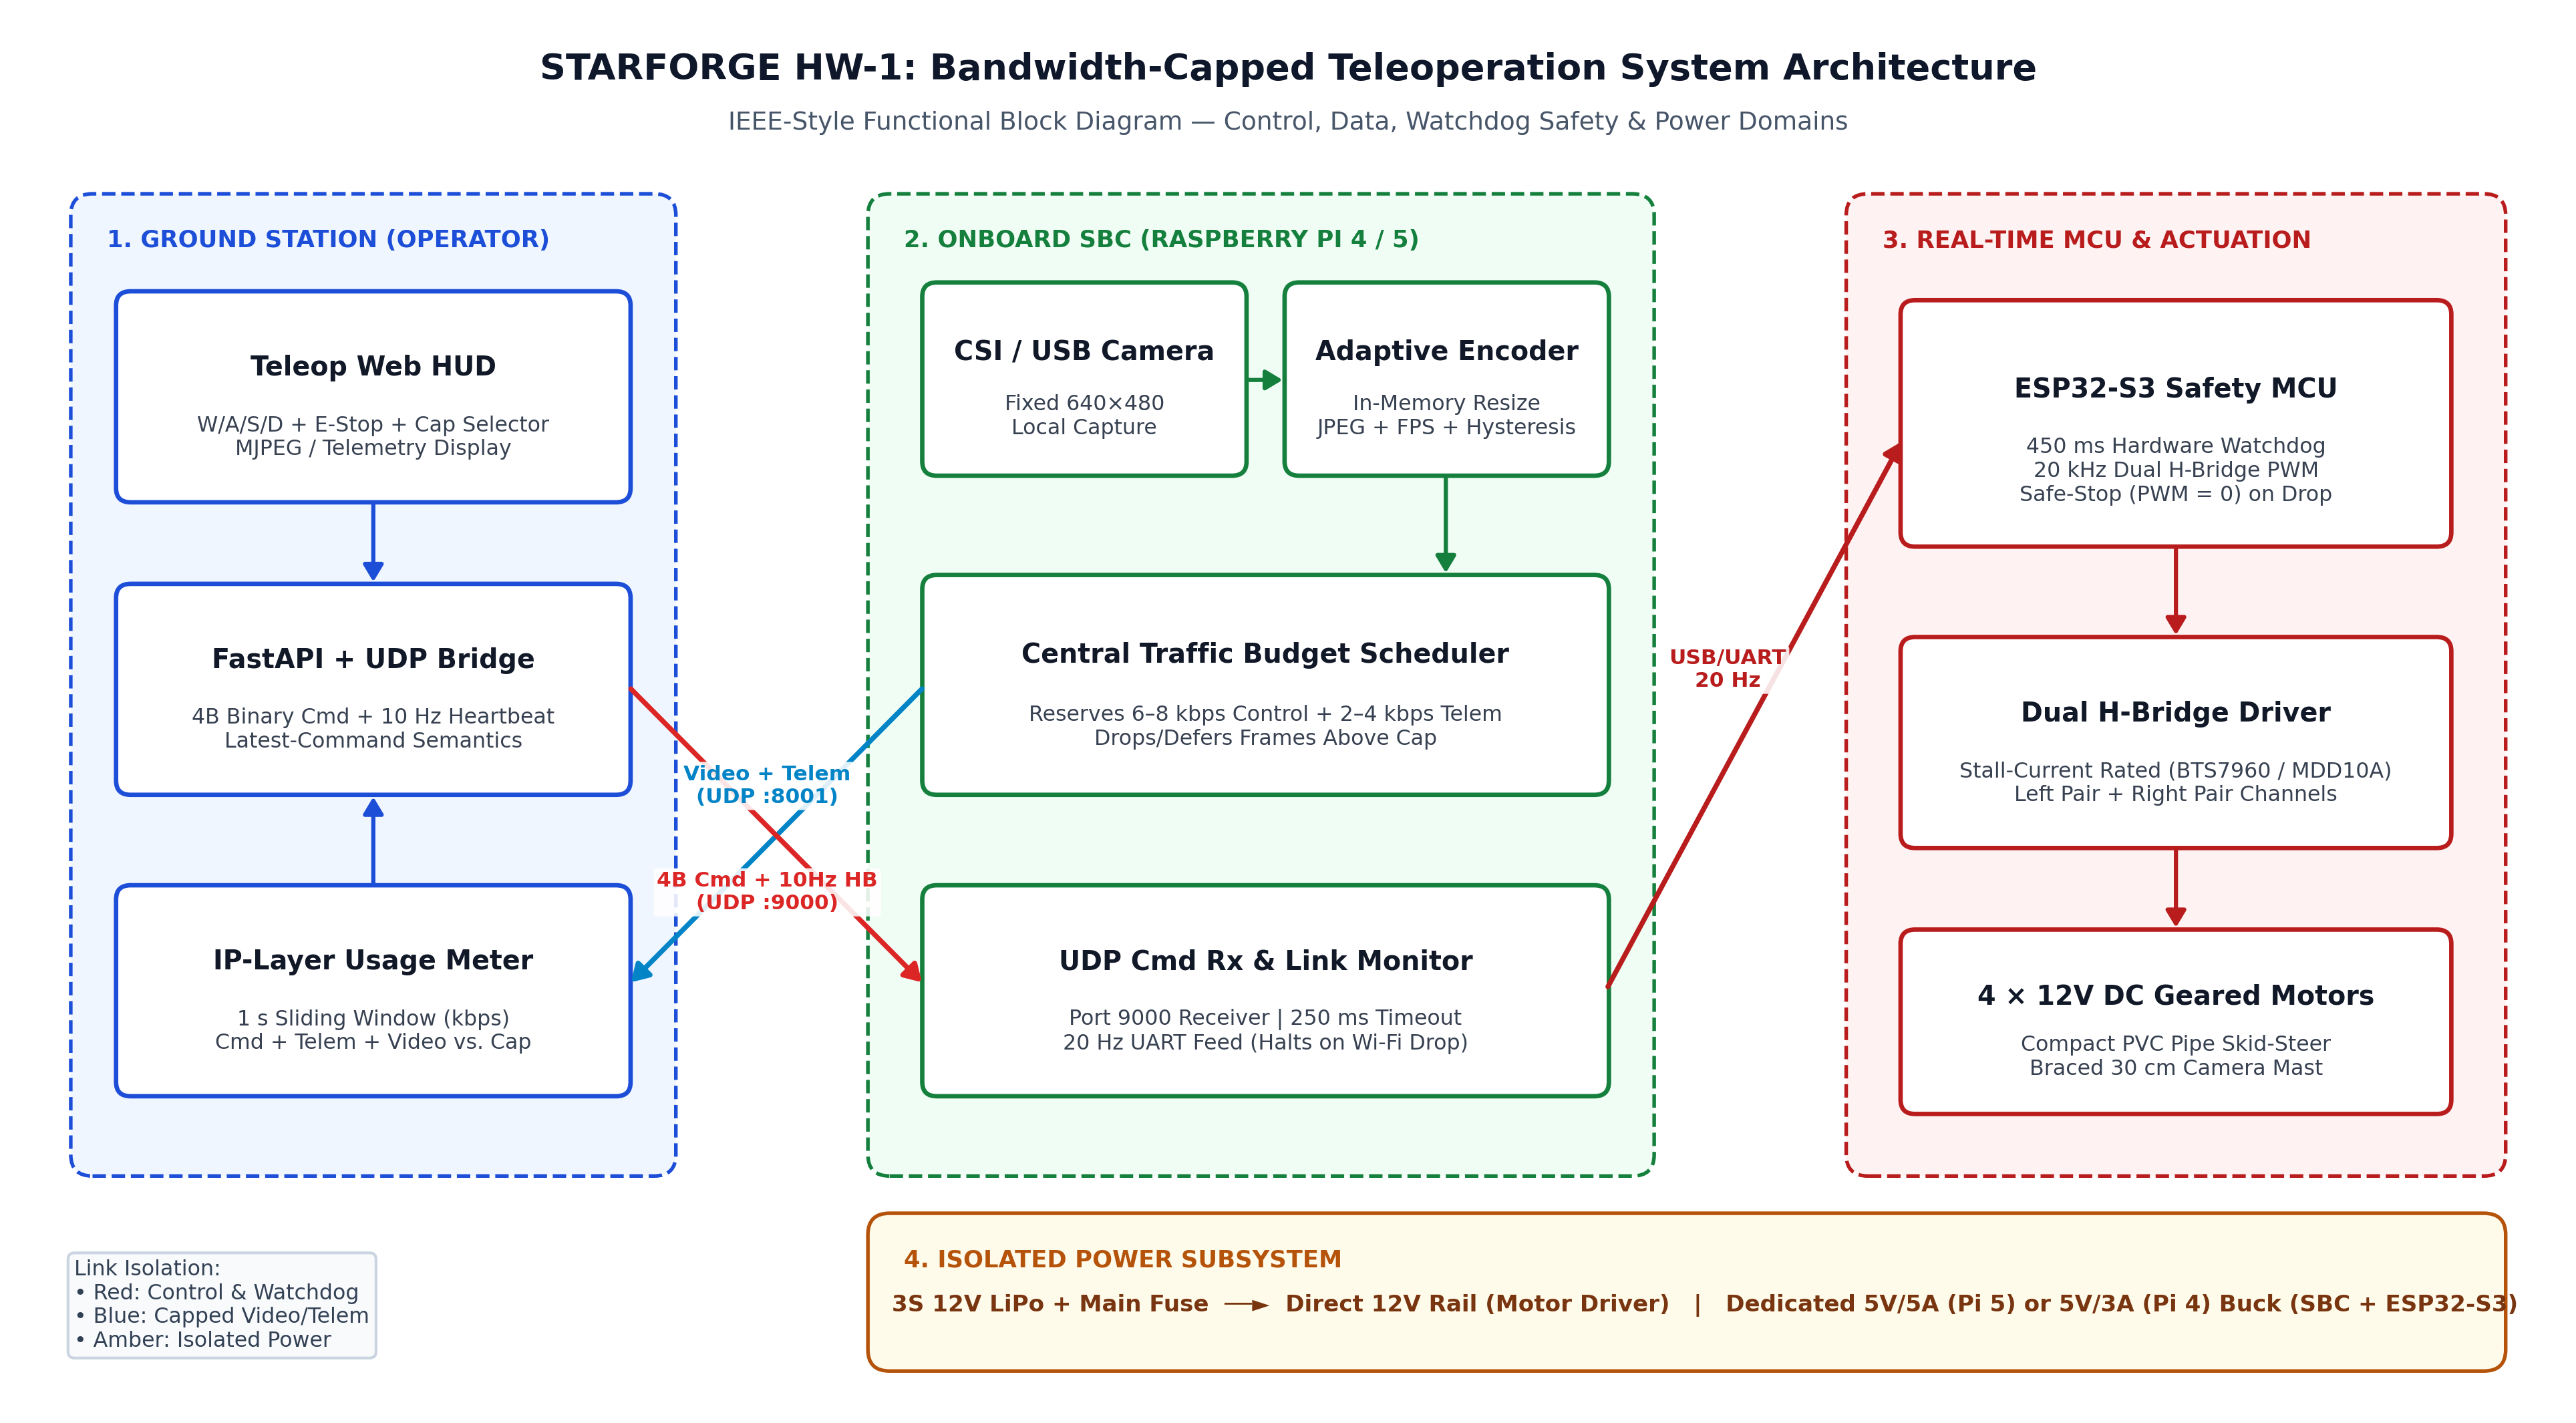 STARFORGE HW-1: Bandwidth-Capped Teleoperation System Architecture
IEEE-Style Functional Block Diagram — Control, Data, Watchdog Safety & Power Domains
1. GROUND STATION (OPERATOR)
Teleop Web HUD
W/A/S/D + E-Stop + Cap Selector
MJPEG / Telemetry Display
FastAPI + UDP Bridge
4B Binary Cmd + 10 Hz Heartbeat
Latest-Command Semantics
IP-Layer Usage Meter
1 s Sliding Window (kbps)
Cmd + Telem + Video vs. Cap
Video + Telem
(UDP :8001)
4B Cmd + 10Hz HB
(UDP :9000)
2. ONBOARD SBC (RASPBERRY PI 4 / 5)
CSI / USB Camera
Fixed 640×480
Local Capture
Adaptive Encoder
In-Memory Resize
JPEG + FPS + Hysteresis
Central Traffic Budget Scheduler
Reserves 6–8 kbps Control + 2–4 kbps Telem
Drops/Defers Frames Above Cap
UDP Cmd Rx & Link Monitor
Port 9000 Receiver | 250 ms Timeout
20 Hz UART Feed (Halts on Wi-Fi Drop)
USB/UART
20 Hz
3. REAL-TIME MCU & ACTUATION
ESP32-S3 Safety MCU
450 ms Hardware Watchdog
20 kHz Dual H-Bridge PWM
Safe-Stop (PWM = 0) on Drop
Dual H-Bridge Driver
Stall-Current Rated (BTS7960 / MDD10A)
Left Pair + Right Pair Channels
4 × 12V DC Geared Motors
Compact PVC Pipe Skid-Steer
Braced 30 cm Camera Mast
4. ISOLATED POWER SUBSYSTEM
3S 12V LiPo + Main Fuse ──► Direct 12V Rail (Motor Driver) | Dedicated 5V/5A (Pi 5) or 5V/3A (Pi 4) Buck (SBC + ESP32-S3)
Link Isolation:
• Red: Control & Watchdog
• Blue: Capped Video/Telem
• Amber: Isolated Power